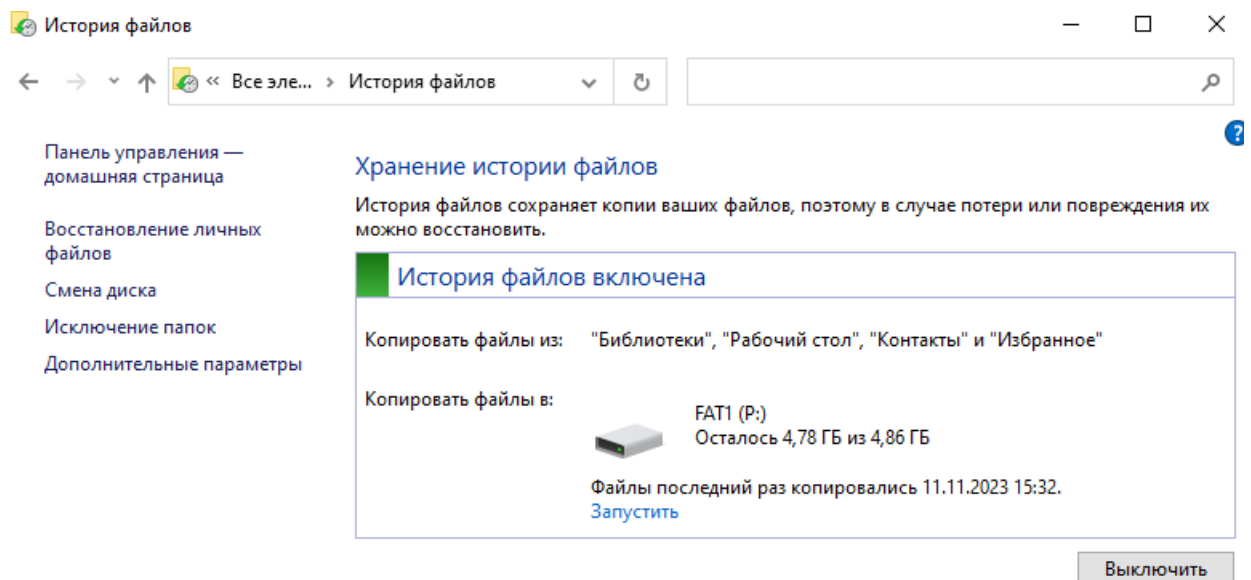 История файлов
« Все эле... › История файлов
?
Панель управления —
домашняя страница
Восстановление личных
файлов
Смена диска
Исключение папок
Дополнительные параметры
Хранение истории файлов
История файлов сохраняет копии ваших файлов, поэтому в случае потери или повреждения их
можно восстановить.
История файлов включена
Копировать файлы из: "Библиотеки", "Рабочий стол", "Контакты" и "Избранное"
Копировать файлы в:
FAT1 (P:)
Осталось 4,78 ГБ из 4,86 ГБ
Файлы последний раз копировались 11.11.2023 15:32.
Запустить
Выключить